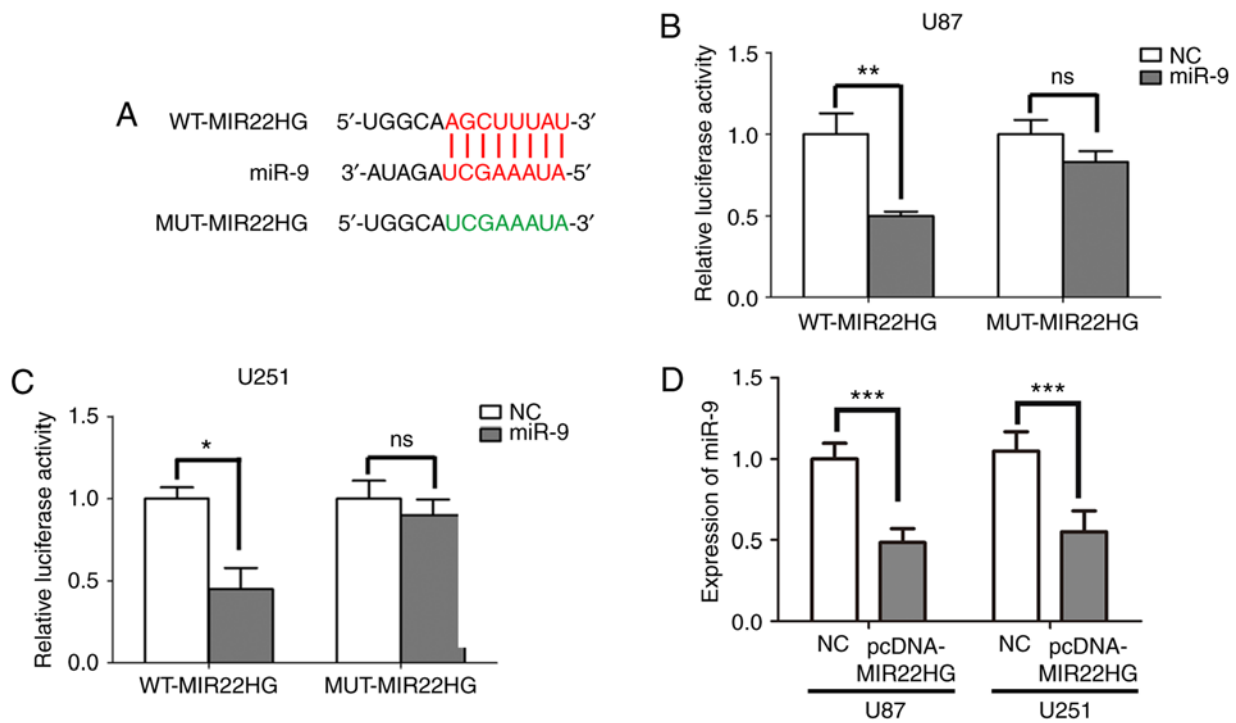 A
WT-MIR22HG 5′-UGGCAAGCUUUAU-3′
miR-9 3′-AUAGAUCGAAAUA-5′
MUT-MIR22HG 5′-UGGCAUCGAAAUA-3′
B
U87
NC
miR-9
Relative luciferase activity
1.5
1.0
0.5
0.0
**
ns
WT-MIR22HG MUT-MIR22HG
C
U251
NC
miR-9
Relative luciferase activity
1.5
1.0
0.5
0.0
*
ns
WT-MIR22HG MUT-MIR22HG
D
Expression of miR-9
1.5
1.0
0.5
0.0
***
***
NC pcDNA-MIR22HG NC pcDNA-MIR22HG
U87 U251